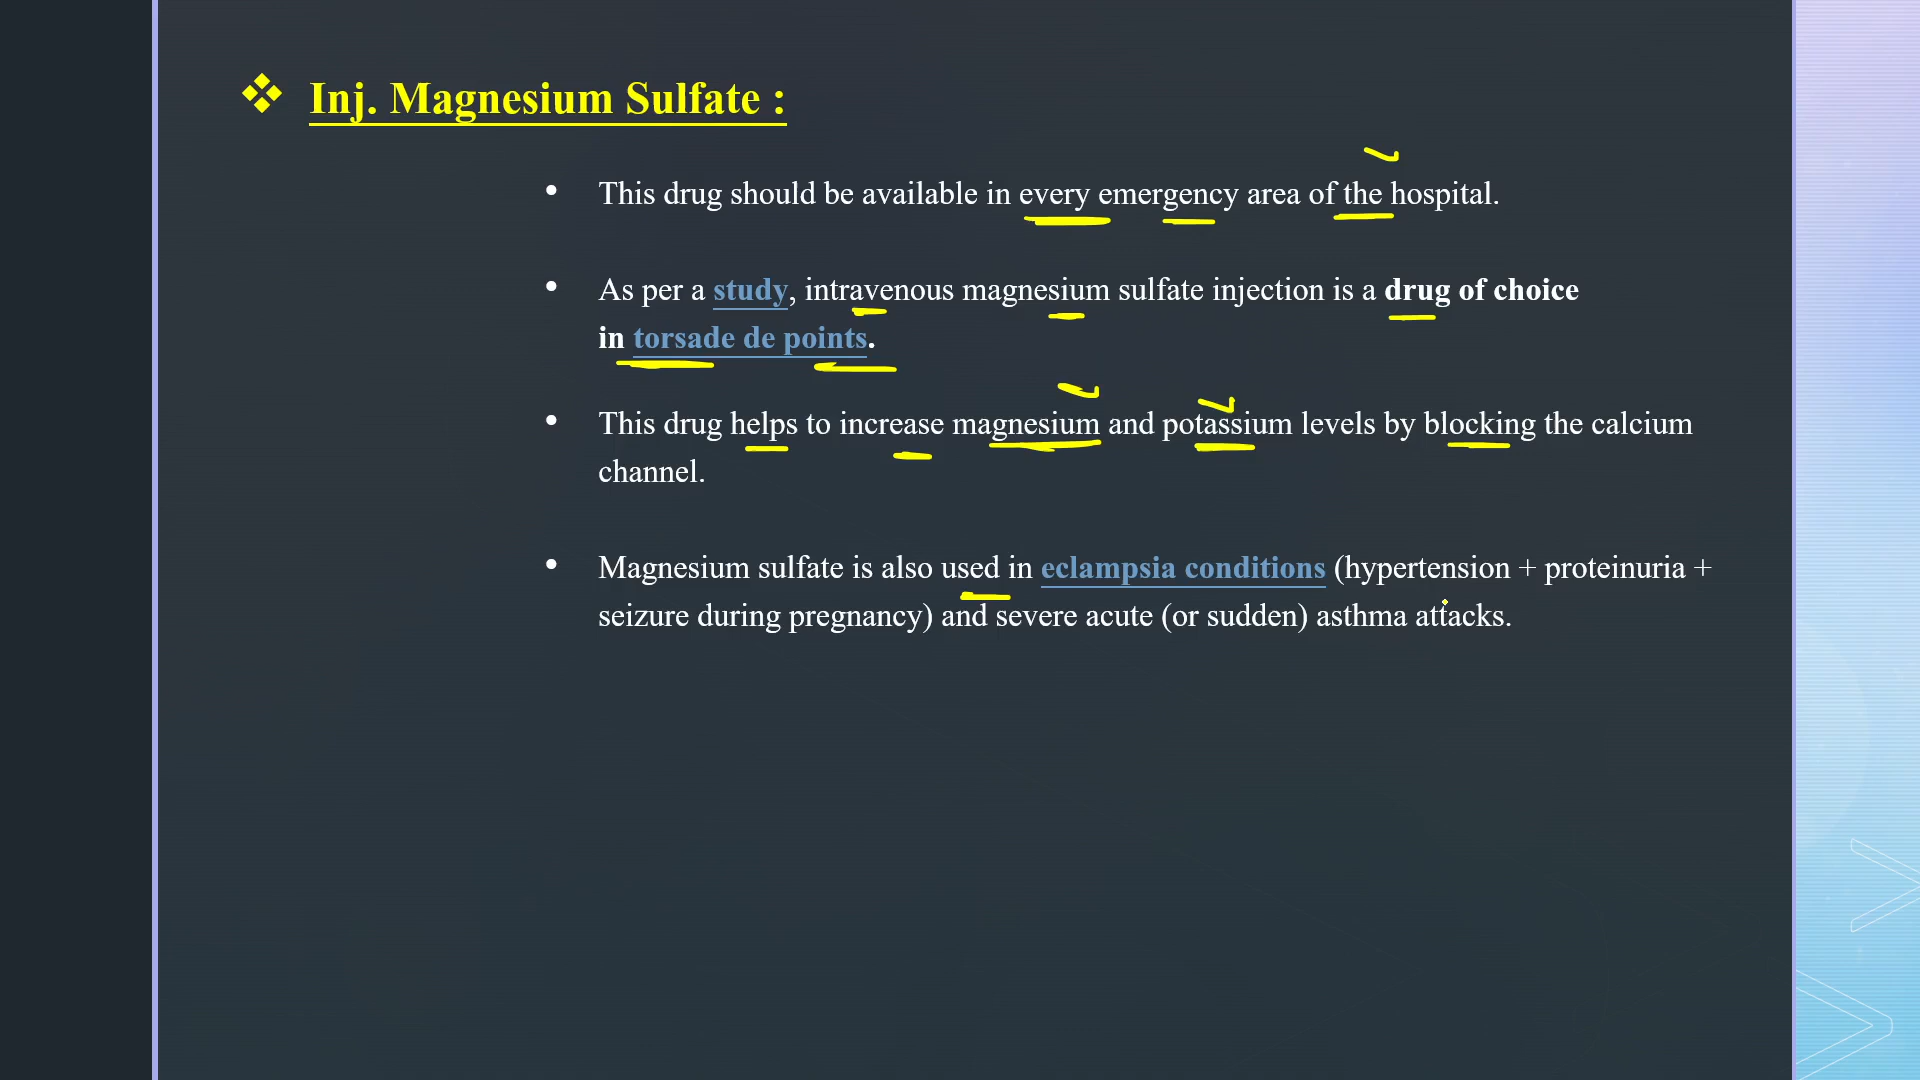 ❖ Inj. Magnesium Sulfate :
• This drug should be available in every emergency area of the hospital.
• As per a study, intravenous magnesium sulfate injection is a drug of choice
in torsade de points.
• This drug helps to increase magnesium and potassium levels by blocking the calcium
channel.
• Magnesium sulfate is also used in eclampsia conditions (hypertension + proteinuria +
seizure during pregnancy) and severe acute (or sudden) asthma attacks.